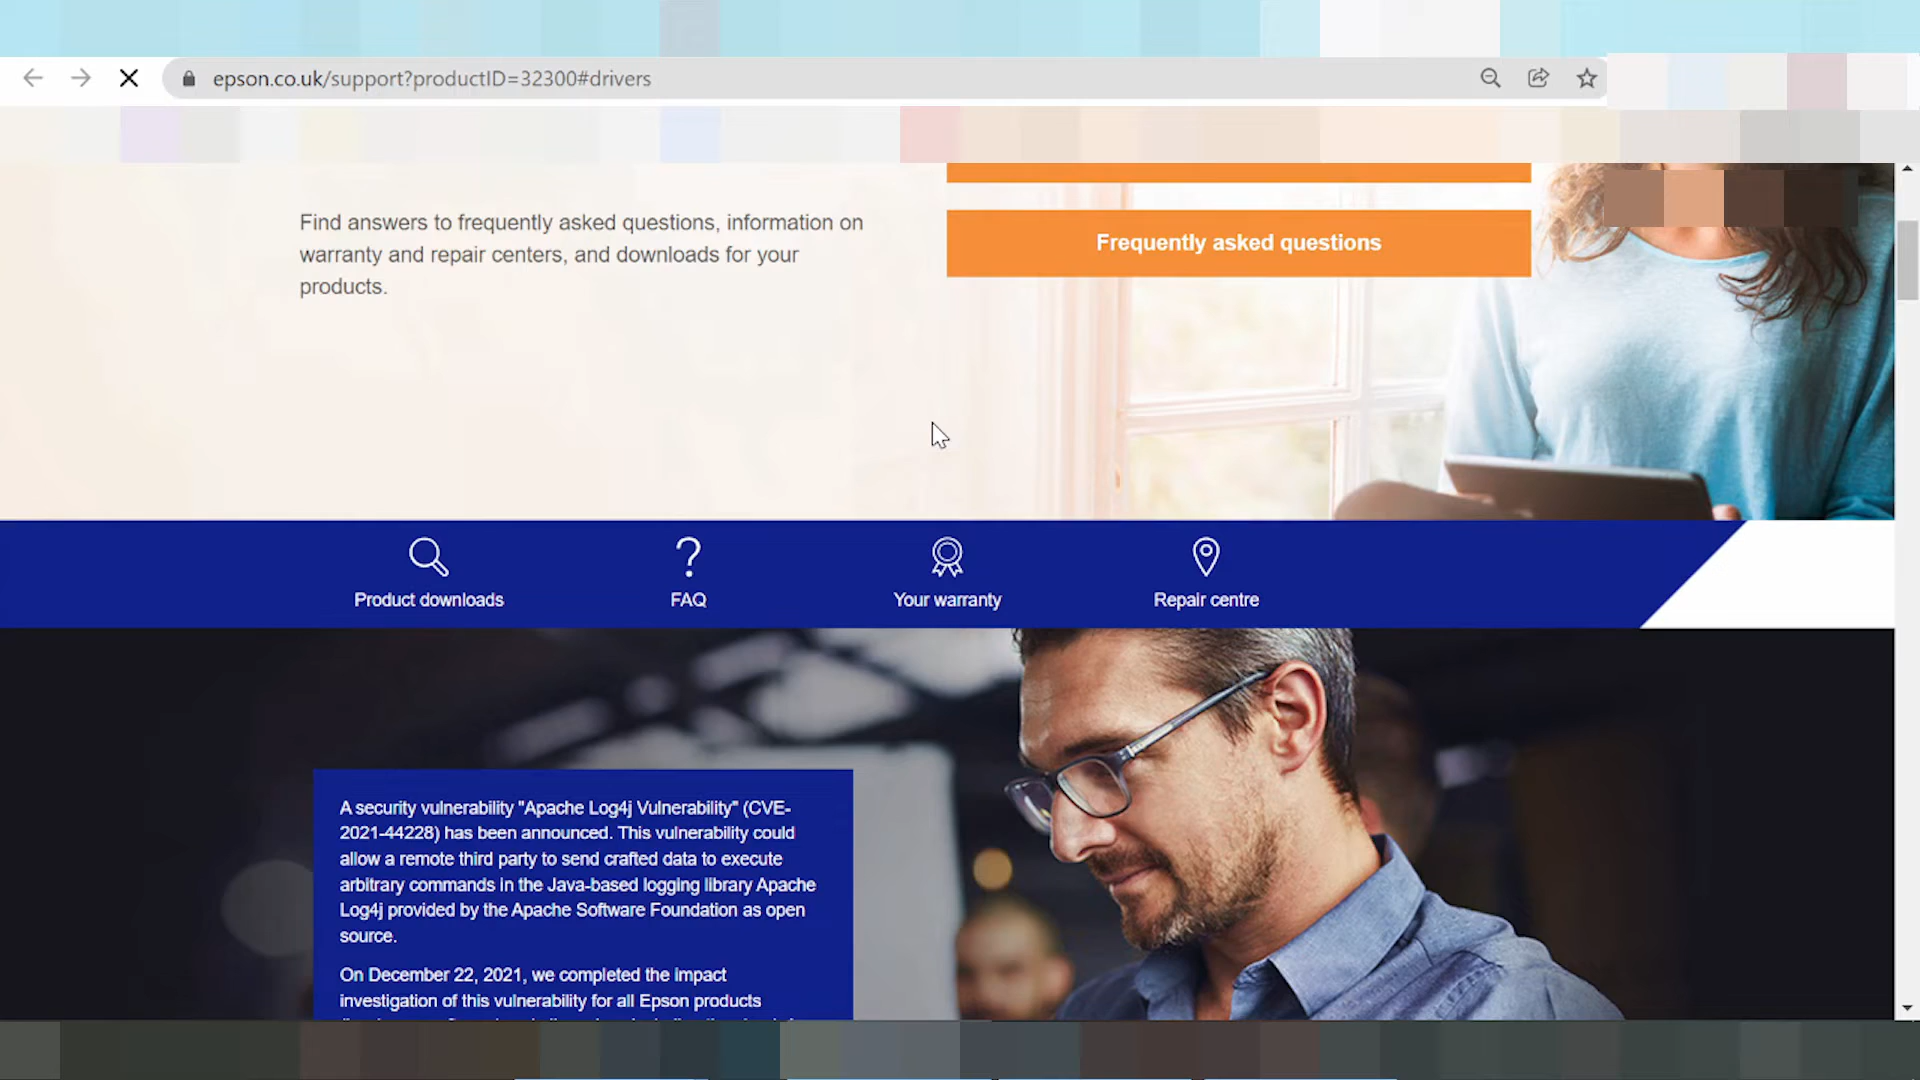 epson.co.uk/support?productID=32300#drivers
Find answers to frequently asked questions, information on
warranty and repair centers, and downloads for your
products.
Frequently asked questions
Product downloads
FAQ
Your warranty
Repair centre
A security vulnerability "Apache Log4j Vulnerability" (CVE-
2021-44228) has been announced. This vulnerability could
allow a remote third party to send crafted data to execute
arbitrary commands in the Java-based logging library Apache
Log4j provided by the Apache Software Foundation as open
source.
On December 22, 2021, we completed the impact
investigation of this vulnerability for all Epson products